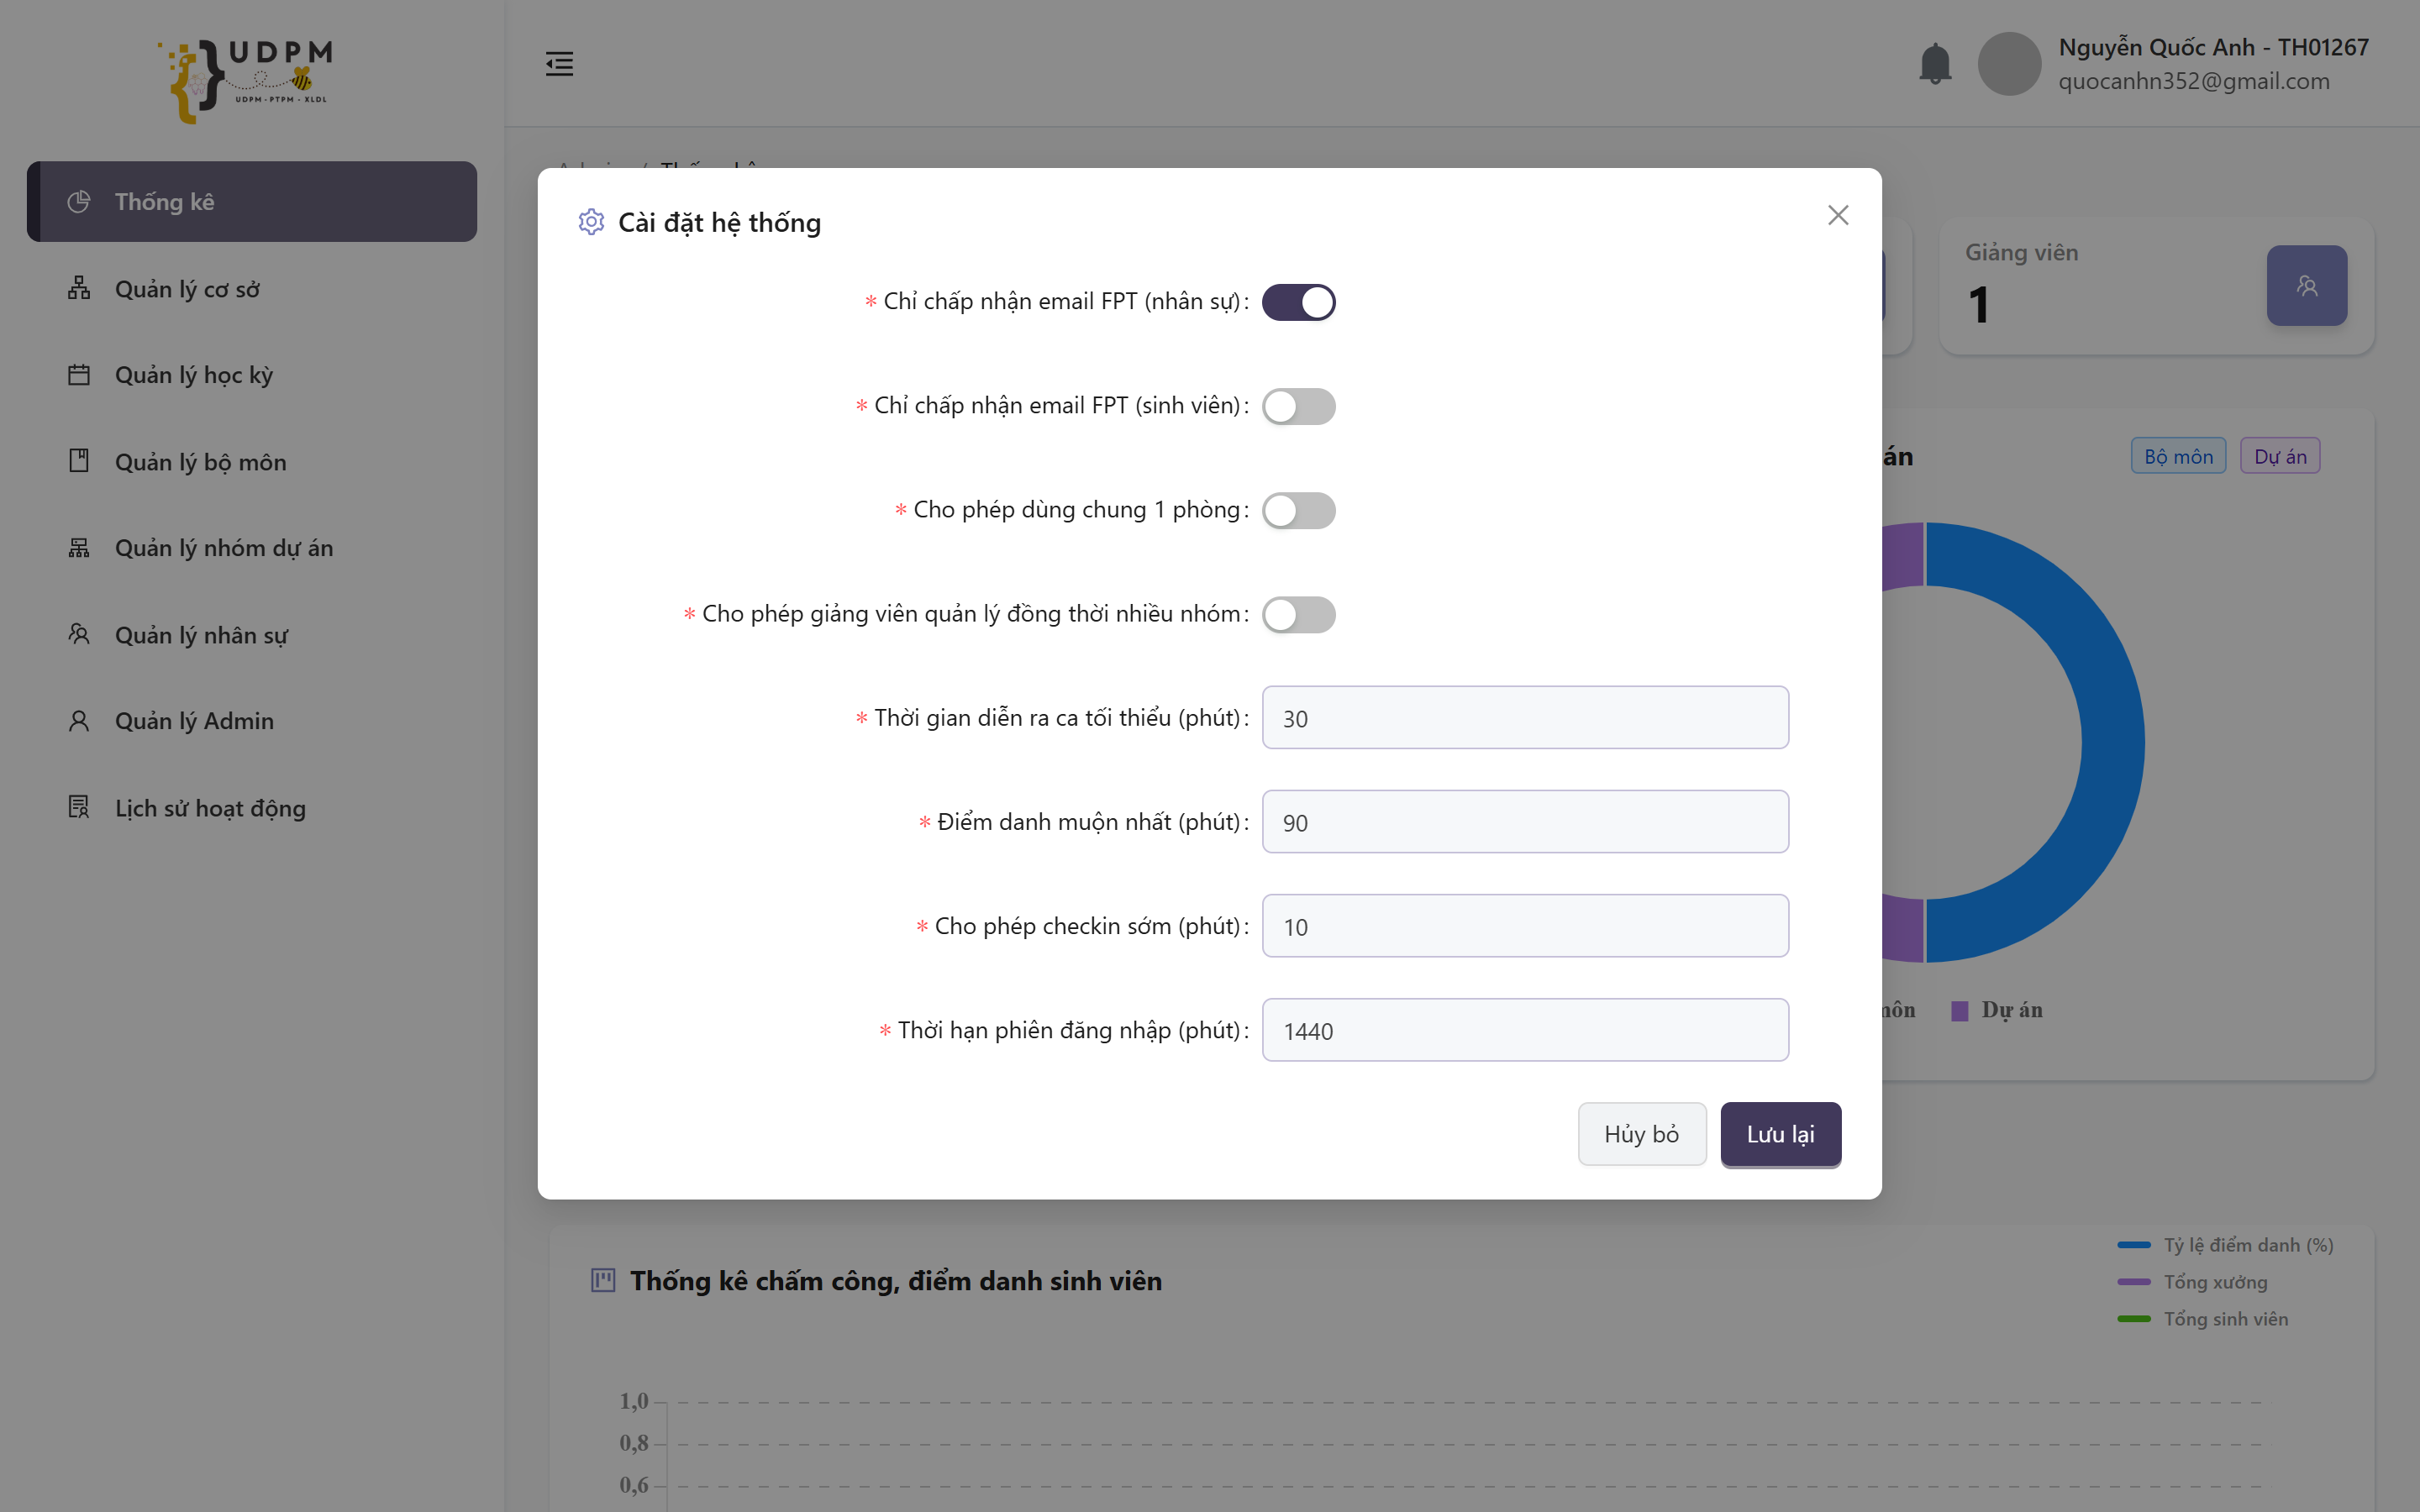 UDPM
UDPM - PTPM - XLDL
Nguyễn Quốc Anh - TH01267
quocanhn352@gmail.com
Thống kê
Quản lý cơ sở
Quản lý học kỳ
Quản lý bộ môn
Quản lý nhóm dự án
Quản lý nhân sự
Quản lý Admin
Lịch sử hoạt động
Cài đặt hệ thống
* Chỉ chấp nhận email FPT (nhân sự):
* Chỉ chấp nhận email FPT (sinh viên):
* Cho phép dùng chung 1 phòng:
* Cho phép giảng viên quản lý đồng thời nhiều nhóm:
* Thời gian diễn ra ca tối thiểu (phút): 30
* Điểm danh muộn nhất (phút): 90
* Cho phép checkin sớm (phút): 10
* Thời hạn phiên đăng nhập (phút): 1440
Hủy bỏ Lưu lại
Giảng viên
1
án Bộ môn Dự án
môn Dự án
Thống kê chấm công, điểm danh sinh viên
Tỷ lệ điểm danh (%)
Tổng xưởng
Tổng sinh viên
1,0
0,8
0,6